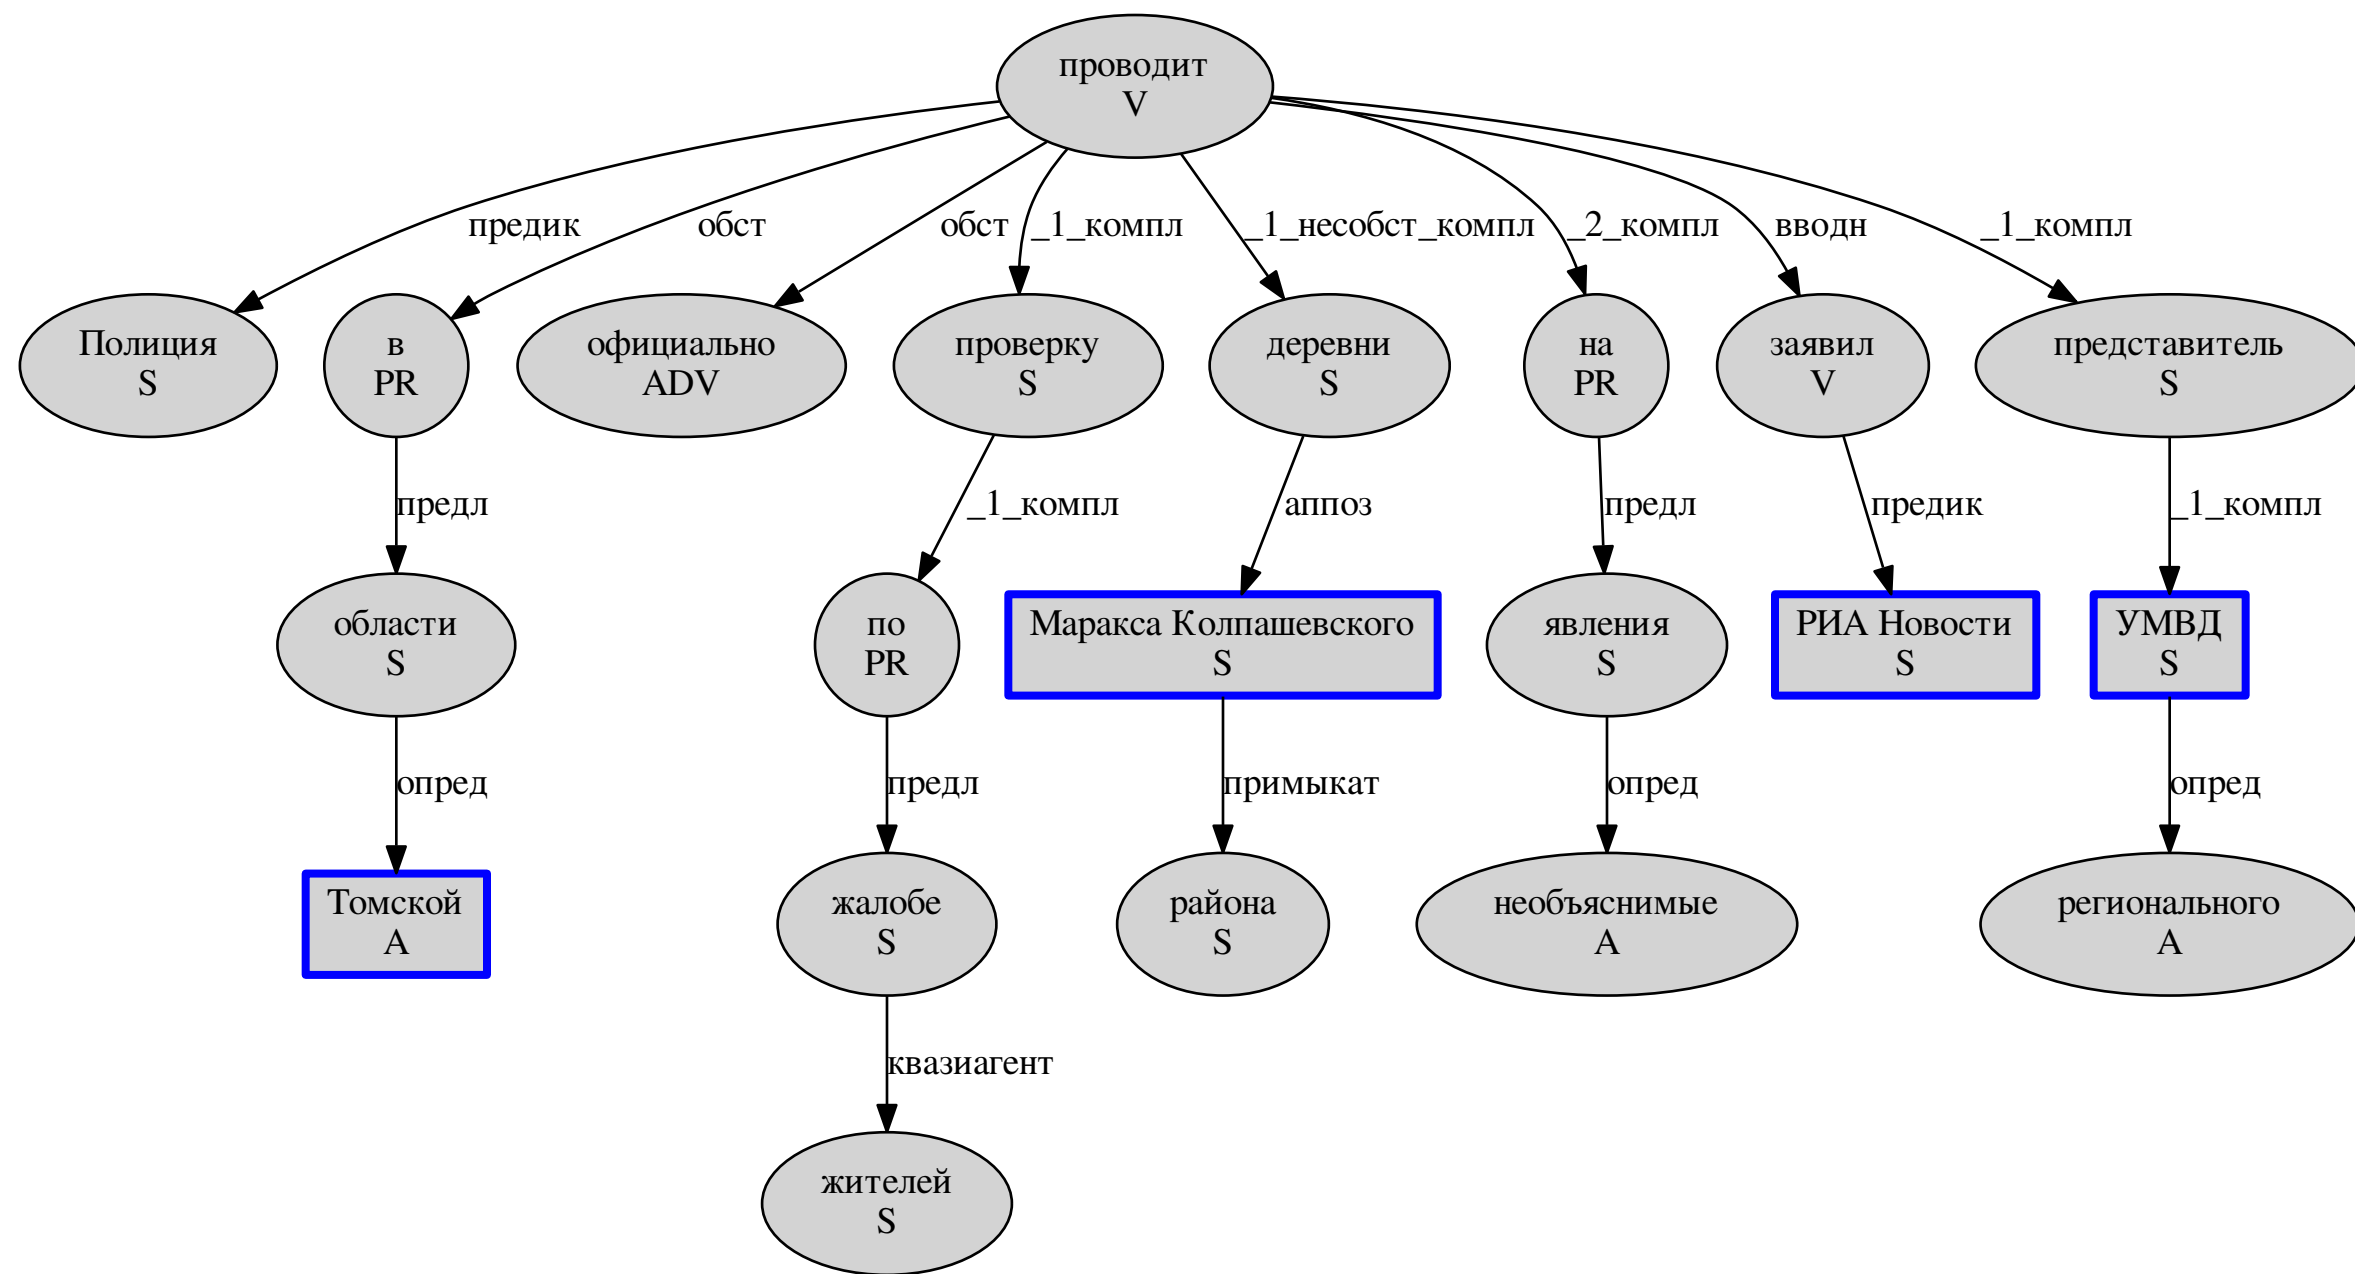 проводит
V
предик
обст
обст
_1_компл
_1_несобст_компл
_2_компл
вводн
_1_компл
Полиция
S
в
PR
официально
ADV
проверку
S
деревни
S
на
PR
заявил
V
представитель
S
предл
_1_компл
аппоз
предл
предик
_1_компл
области
S
по
PR
Маракса Колпашевского
S
явления
S
РИА Новости
S
УМВД
S
опред
предл
примыкат
опред
опред
Томской
A
жалобе
S
района
S
необъяснимые
A
регионального
A
квазиагент
жителей
S